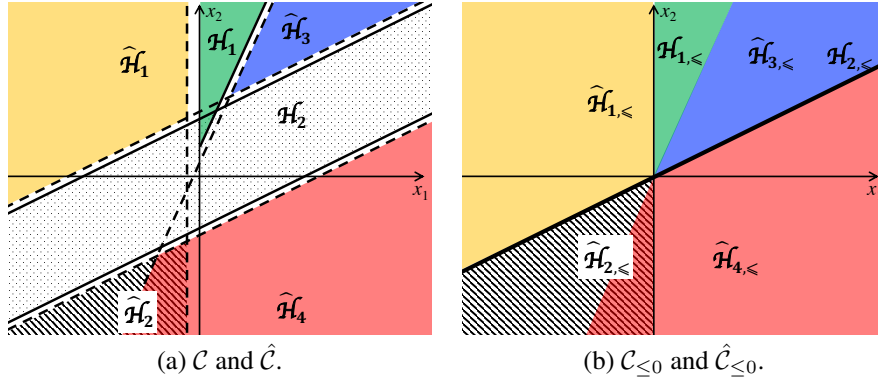 x₂
x₂
𝓗₁
Ĥ₃
Ĥ₁
𝓗₁,⩽
Ĥ₃,⩽
𝓗₂,⩽
𝓗₂
Ĥ₁,⩽
x₁
x
Ĥ₂
Ĥ₄
Ĥ₂,⩽
Ĥ₄,⩽
(a) 𝒞 and 𝒞̂.
(b) 𝒞≤0 and 𝒞̂≤0.